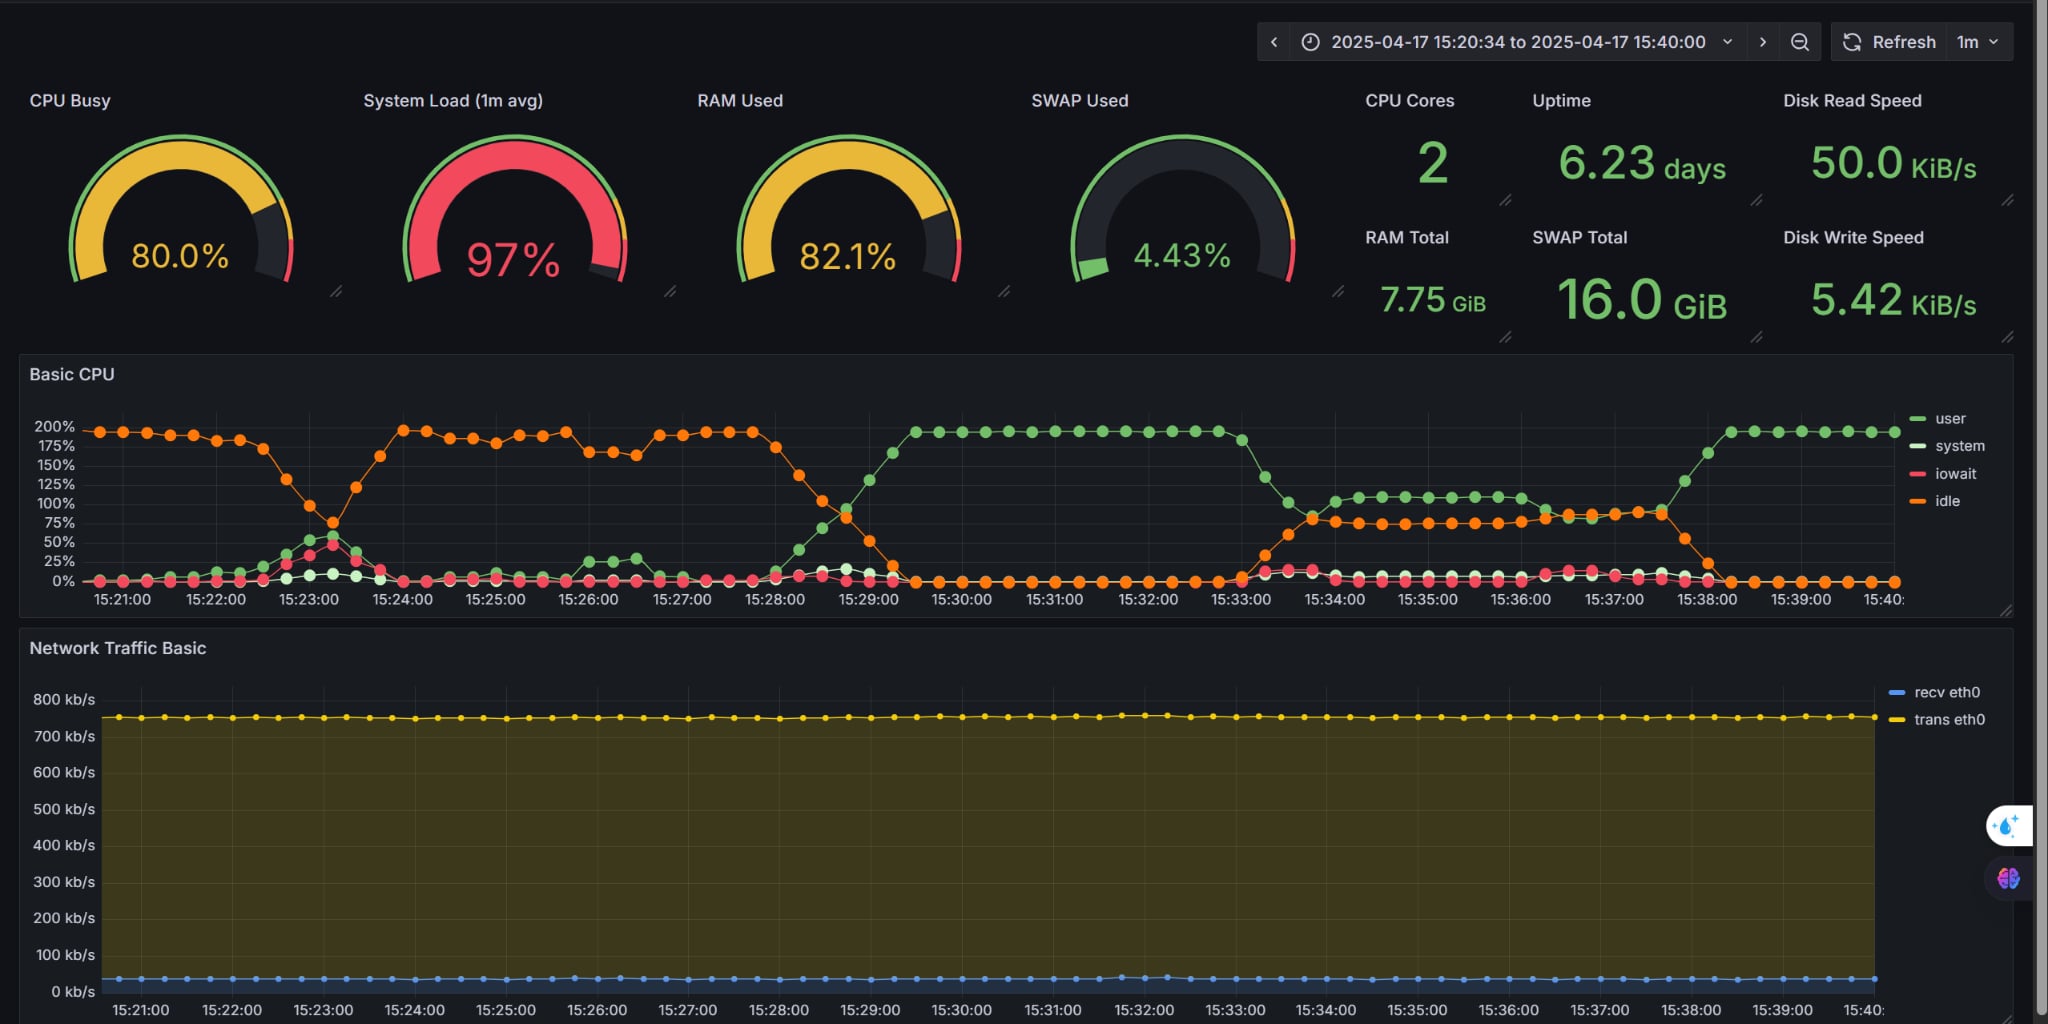 2025-04-17 15:20:34 to 2025-04-17 15:40:00
Refresh 1m
CPU Busy
80.0%
System Load (1m avg)
97%
RAM Used
82.1%
SWAP Used
4.43%
CPU Cores
2
Uptime
6.23 days
Disk Read Speed
50.0 KiB/s
RAM Total
7.75 GiB
SWAP Total
16.0 GiB
Disk Write Speed
5.42 KiB/s
Basic CPU
200%
175%
150%
125%
100%
75%
50%
25%
0%
15:21:00 15:22:00 15:23:00 15:24:00 15:25:00 15:26:00 15:27:00 15:28:00 15:29:00 15:30:00 15:31:00 15:32:00 15:33:00 15:34:00 15:35:00 15:36:00 15:37:00 15:38:00 15:39:00 15:40:
user
system
iowait
idle
Network Traffic Basic
800 kb/s
700 kb/s
600 kb/s
500 kb/s
400 kb/s
300 kb/s
200 kb/s
100 kb/s
0 kb/s
15:21:00 15:22:00 15:23:00 15:24:00 15:25:00 15:26:00 15:27:00 15:28:00 15:29:00 15:30:00 15:31:00 15:32:00 15:33:00 15:34:00 15:35:00 15:36:00 15:37:00 15:38:00 15:39:00 15:40:
recv eth0
trans eth0